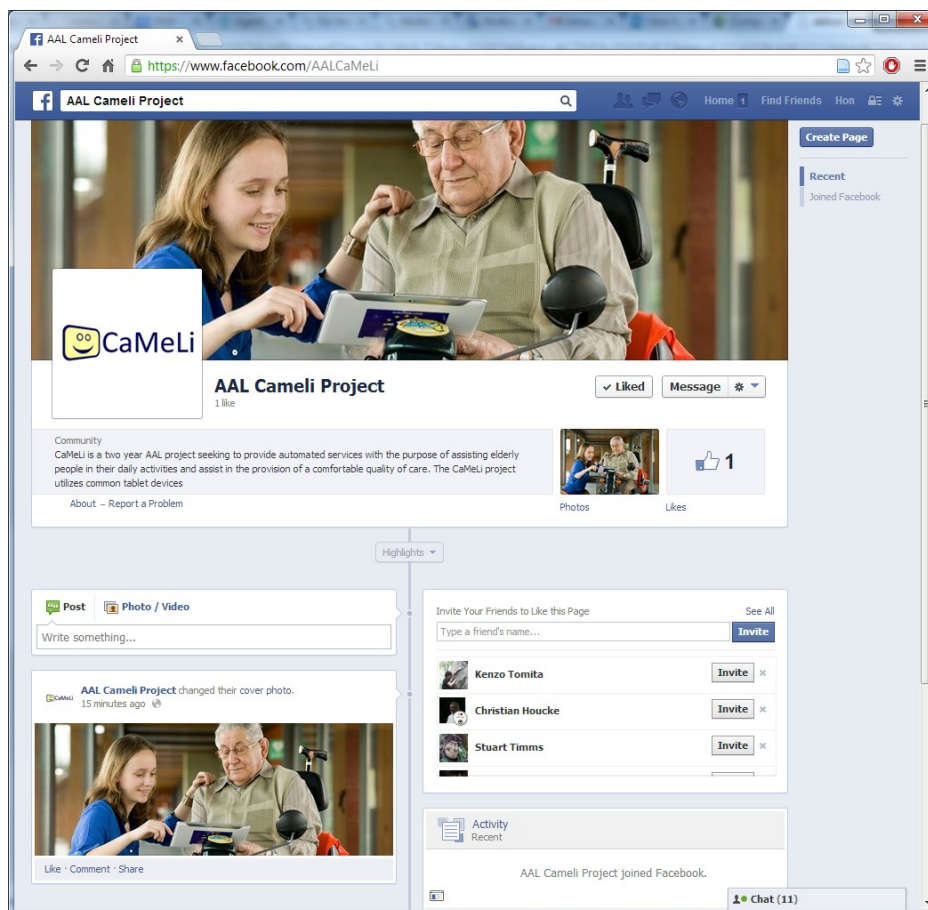 AAL Cameli Project
https://www.facebook.com/AALCaMeLi
AAL Cameli Project
Home 1
Find Friends
Hon
Create Page
Recent
Joined Facebook
CaMeLi
AAL Cameli Project
1 like
Liked
Message
Community
CaMeLi is a two year AAL project seeking to provide automated services with the purpose of assisting elderly
people in their daily activities and assist in the provision of a comfortable quality of care. The CaMeLi project
utilizes common tablet devices
About – Report a Problem
Photos
1
Likes
Highlights
Post
Photo / Video
Write something...
AAL Cameli Project changed their cover photo.
15 minutes ago
Like · Comment · Share
Invite Your Friends to Like this Page
See All
Type a friend's name...
Invite
Kenzo Tomita
Invite
Christian Houcke
Invite
Stuart Timms
Invite
Activity
Recent
AAL Cameli Project joined Facebook.
Chat (11)